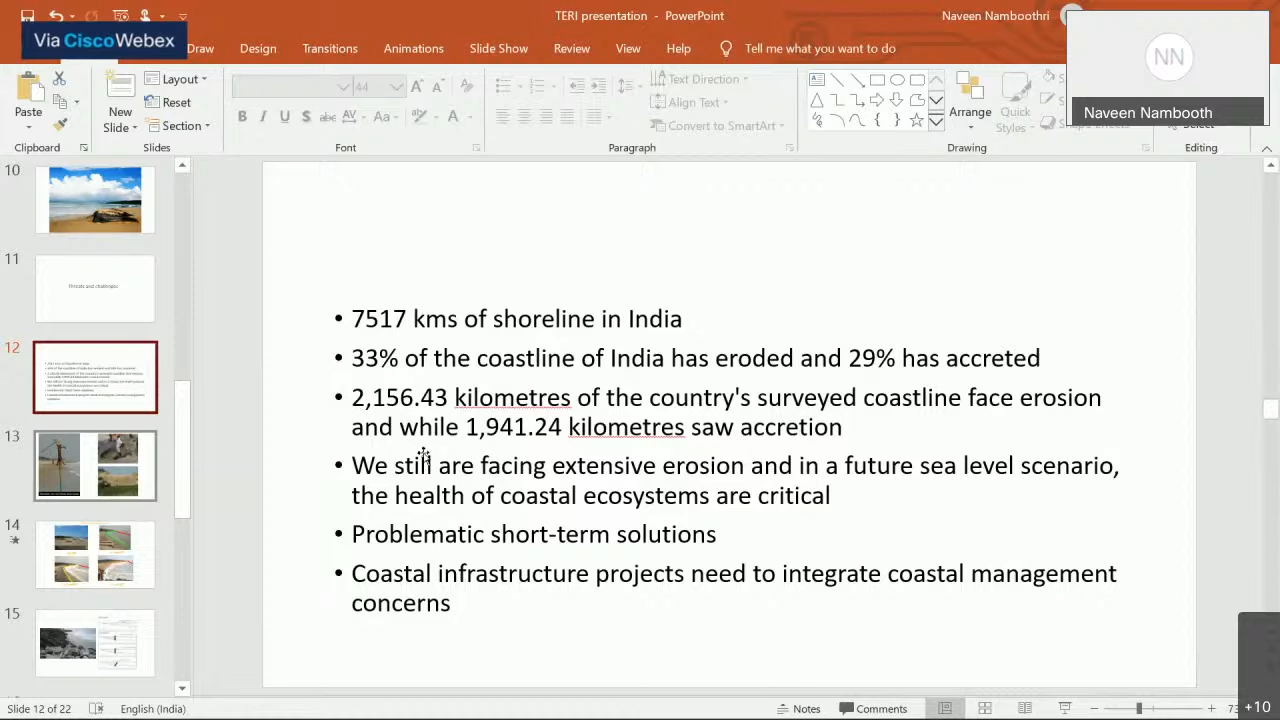 TERI presentation - PowerPoint
Naveen Namboothri
Via Cisco Webex
Draw
Design
Transitions
Animations
Slide Show
Review
View
Help
Tell me what you want to do
NN
Naveen Nambooth
Paste
New
Slide
Layout
Reset
Section
44
Text Direction
Align Text
Convert to SmartArt
Arrange
Quick
Styles
Clipboard
Slides
Font
Paragraph
Drawing
Editing
10
11
Threats and challenges
12
13
14
15
• 7517 kms of shoreline in India
• 33% of the coastline of India has eroded and 29% has accreted
• 2,156.43 kilometres of the country's surveyed coastline face erosion
and while 1,941.24 kilometres saw accretion
• We still are facing extensive erosion and in a future sea level scenario,
the health of coastal ecosystems are critical
• Problematic short-term solutions
• Coastal infrastructure projects need to integrate coastal management
concerns
Slide 12 of 22
English (India)
Notes
Comments
+10